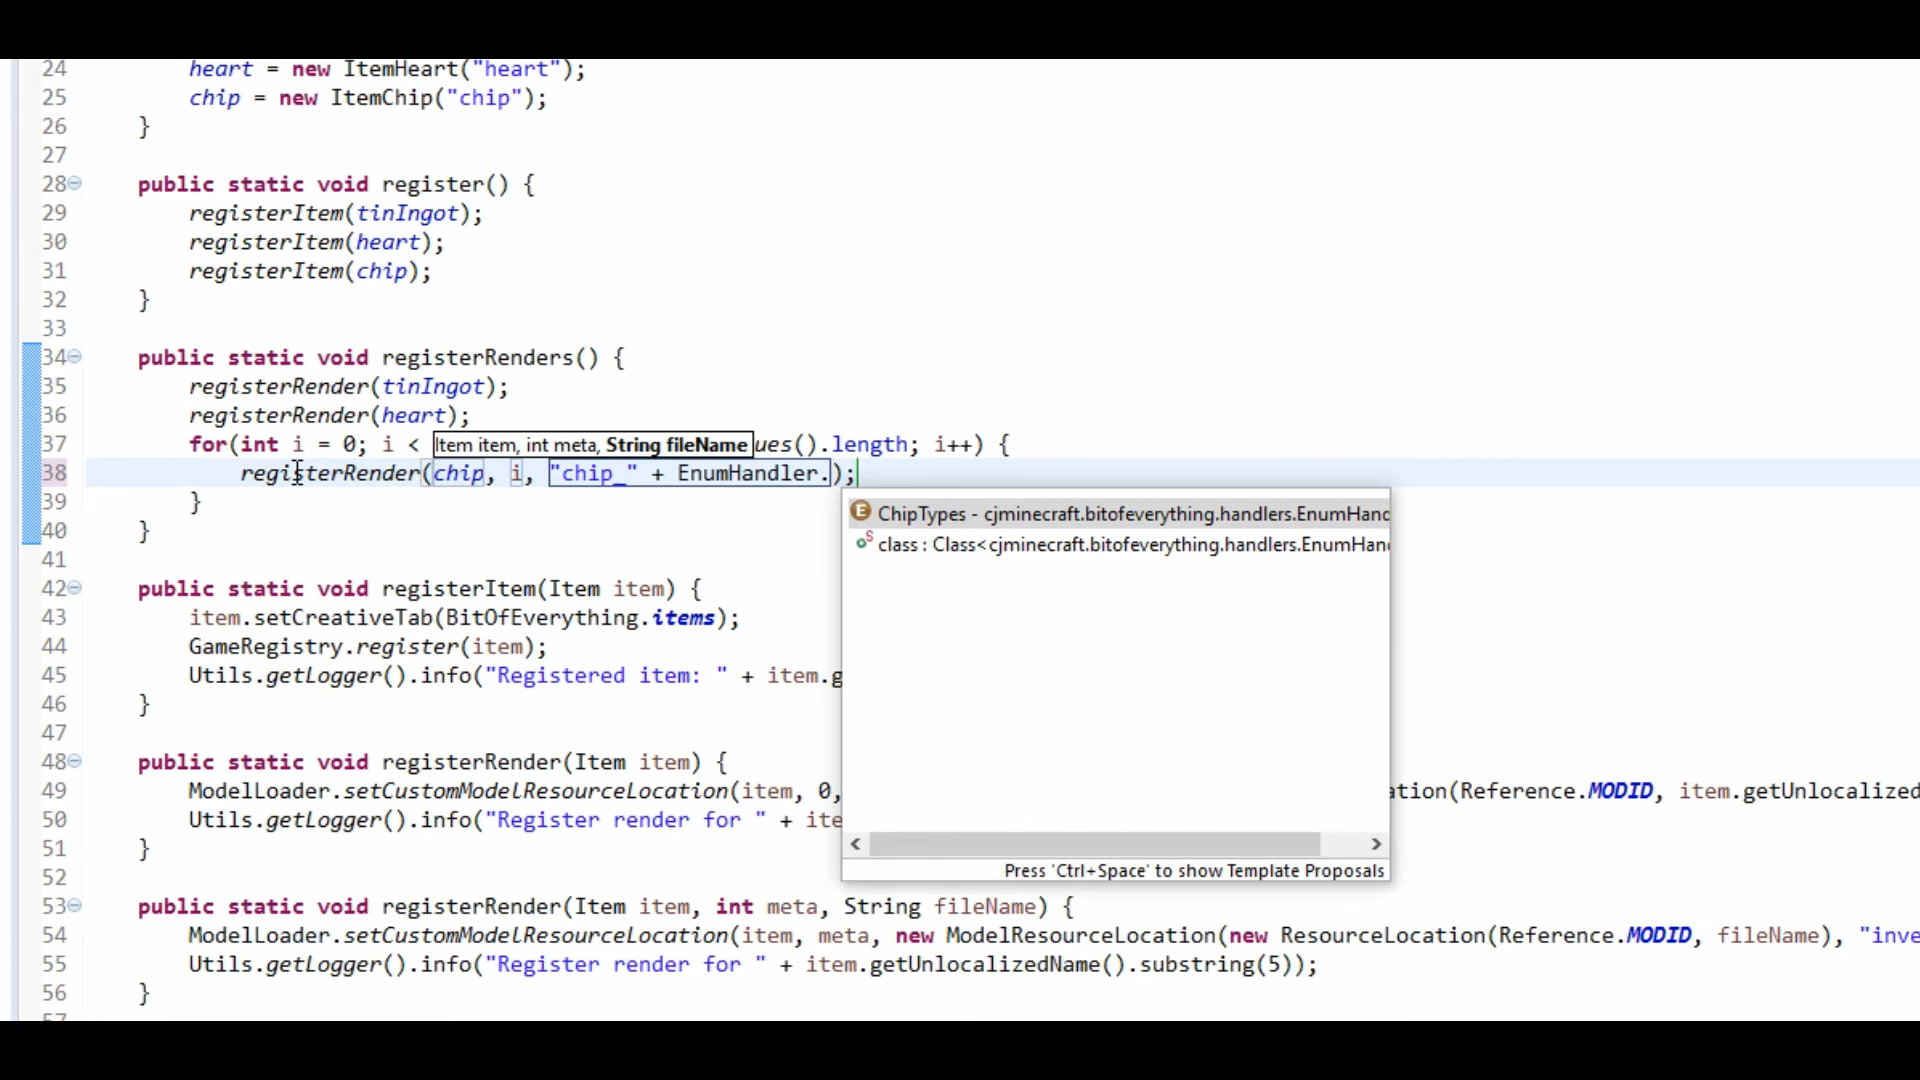 24 heart = new ItemHeart("heart");
25 chip = new ItemChip("chip");
26 }
27
28 public static void register() {
29 registerItem(tinIngot);
30 registerItem(heart);
31 registerItem(chip);
32 }
33
34 public static void registerRenders() {
35 registerRender(tinIngot);
36 registerRender(heart);
37 for(int i = 0; i < Item item, int meta, String fileName ues().length; i++) {
38 registerRender(chip, i, "chip_" + EnumHandler.);
39 }
40 }
41
42 public static void registerItem(Item item) {
43 item.setCreativeTab(BitOfEverything.items);
44 GameRegistry.register(item);
45 Utils.getLogger().info("Registered item: " + item.g
46 }
47
48 public static void registerRender(Item item) {
49 ModelLoader.setCustomModelResourceLocation(item, 0, ation(Reference.MODID, item.getUnlocalized
50 Utils.getLogger().info("Register render for " + ite
51 }
52
53 public static void registerRender(Item item, int meta, String fileName) {
54 ModelLoader.setCustomModelResourceLocation(item, meta, new ModelResourceLocation(new ResourceLocation(Reference.MODID, fileName), "inve
55 Utils.getLogger().info("Register render for " + item.getUnlocalizedName().substring(5));
56 }
57
ChipTypes - cjminecraft.bitofeverything.handlers.EnumHand
class : Class<cjminecraft.bitofeverything.handlers.EnumHan
Press 'Ctrl+Space' to show Template Proposals